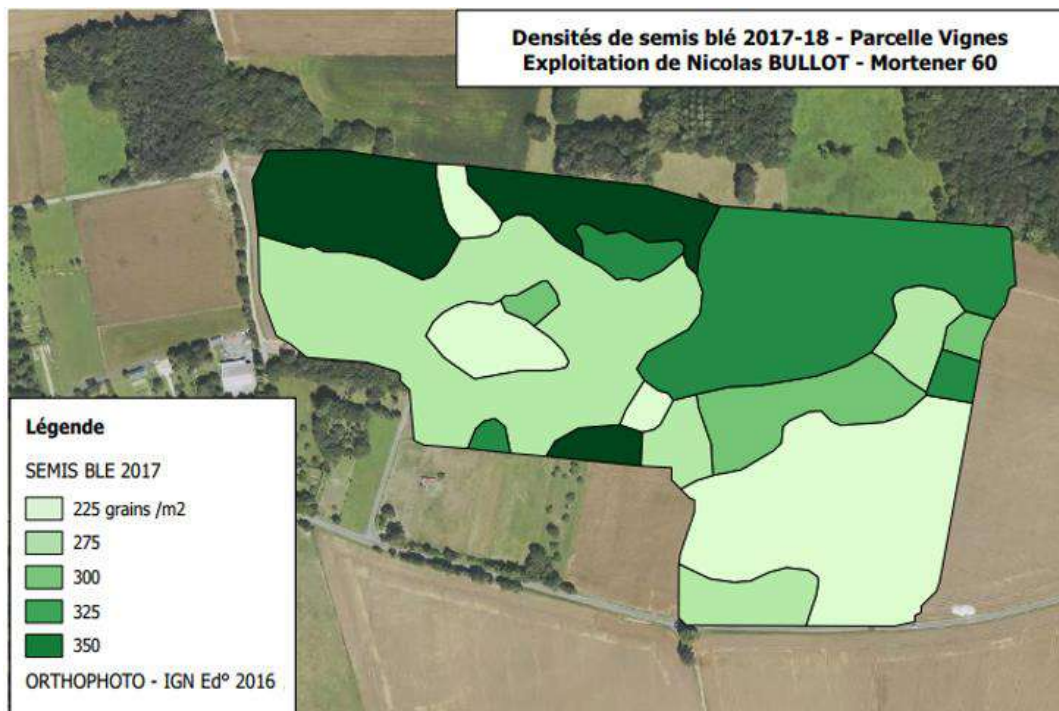 Densités de semis blé 2017-18 - Parcelle Vignes
Exploitation de Nicolas BULLOT - Mortener 60
Légende
SEMIS BLE 2017
225 grains /m2
275
300
325
350
ORTHOPHOTO - IGN Ed° 2016